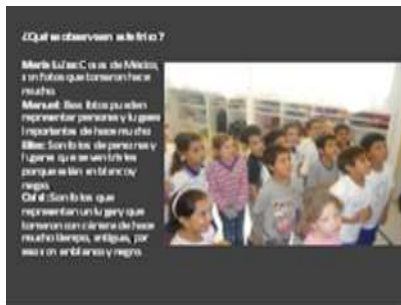 ¿Qué se observa en este friso?
María Luisa: Cosas de México,
son fotos que tomaron hace
mucho.
Manuel: Esas fotos pueden
representar personas y lugares
importantes de hace mucho
Son fotos de personas y
lugares que se ven tristes
porque están en blanco y
negro.
Son fotos que
representan un lugar y que
tomaron con cámara de hace
mucho tiempo, antiguas, por
eso son en blanco y negro.